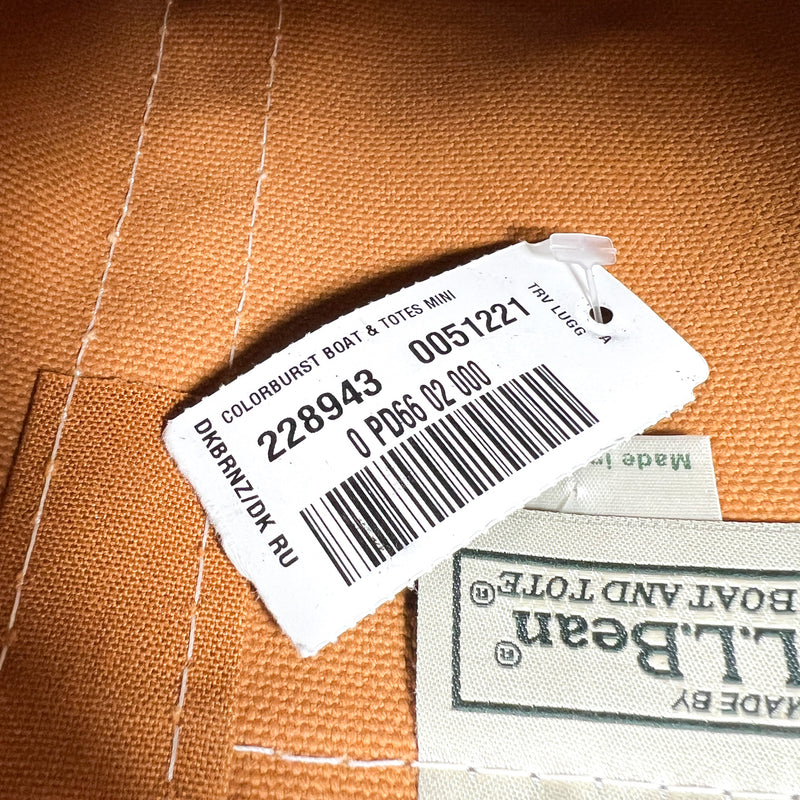 COLORBURST BOAT & TOTES MINI
TRV LUGG A
228943 0051221
0 PD66 02 000
DKBRNZ/DK RU
Made in
MADE BY
L.L.Bean®
BOAT AND TOTE®